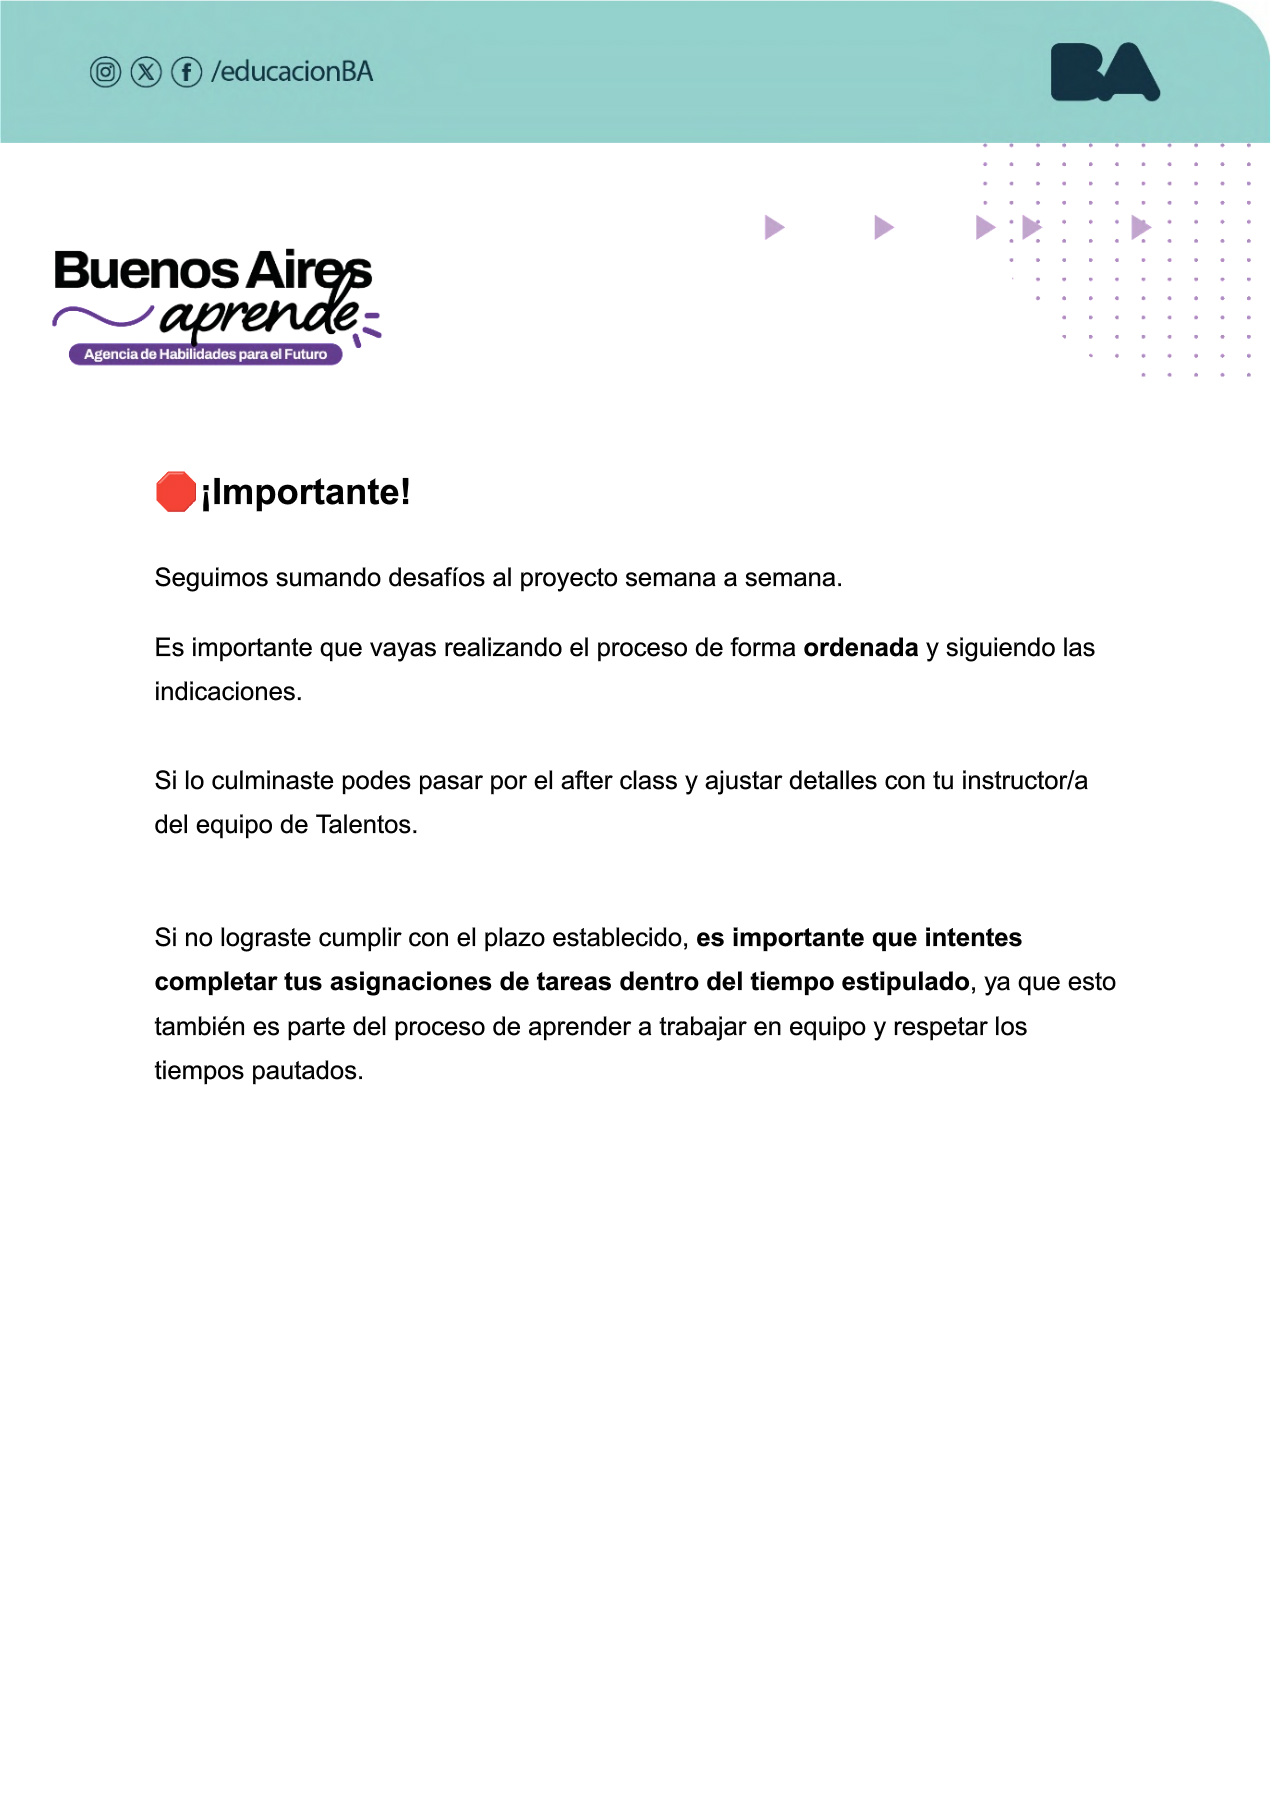 /educacionBA
BA
Buenos Aires
aprende
Agencia de Habilidades para el Futuro
¡Importante!
Seguimos sumando desafíos al proyecto semana a semana.
Es importante que vayas realizando el proceso de forma ordenada y siguiendo las
indicaciones.
Si lo culminaste podes pasar por el after class y ajustar detalles con tu instructor/a
del equipo de Talentos.
Si no lograste cumplir con el plazo establecido, es importante que intentes
completar tus asignaciones de tareas dentro del tiempo estipulado, ya que esto
también es parte del proceso de aprender a trabajar en equipo y respetar los
tiempos pautados.